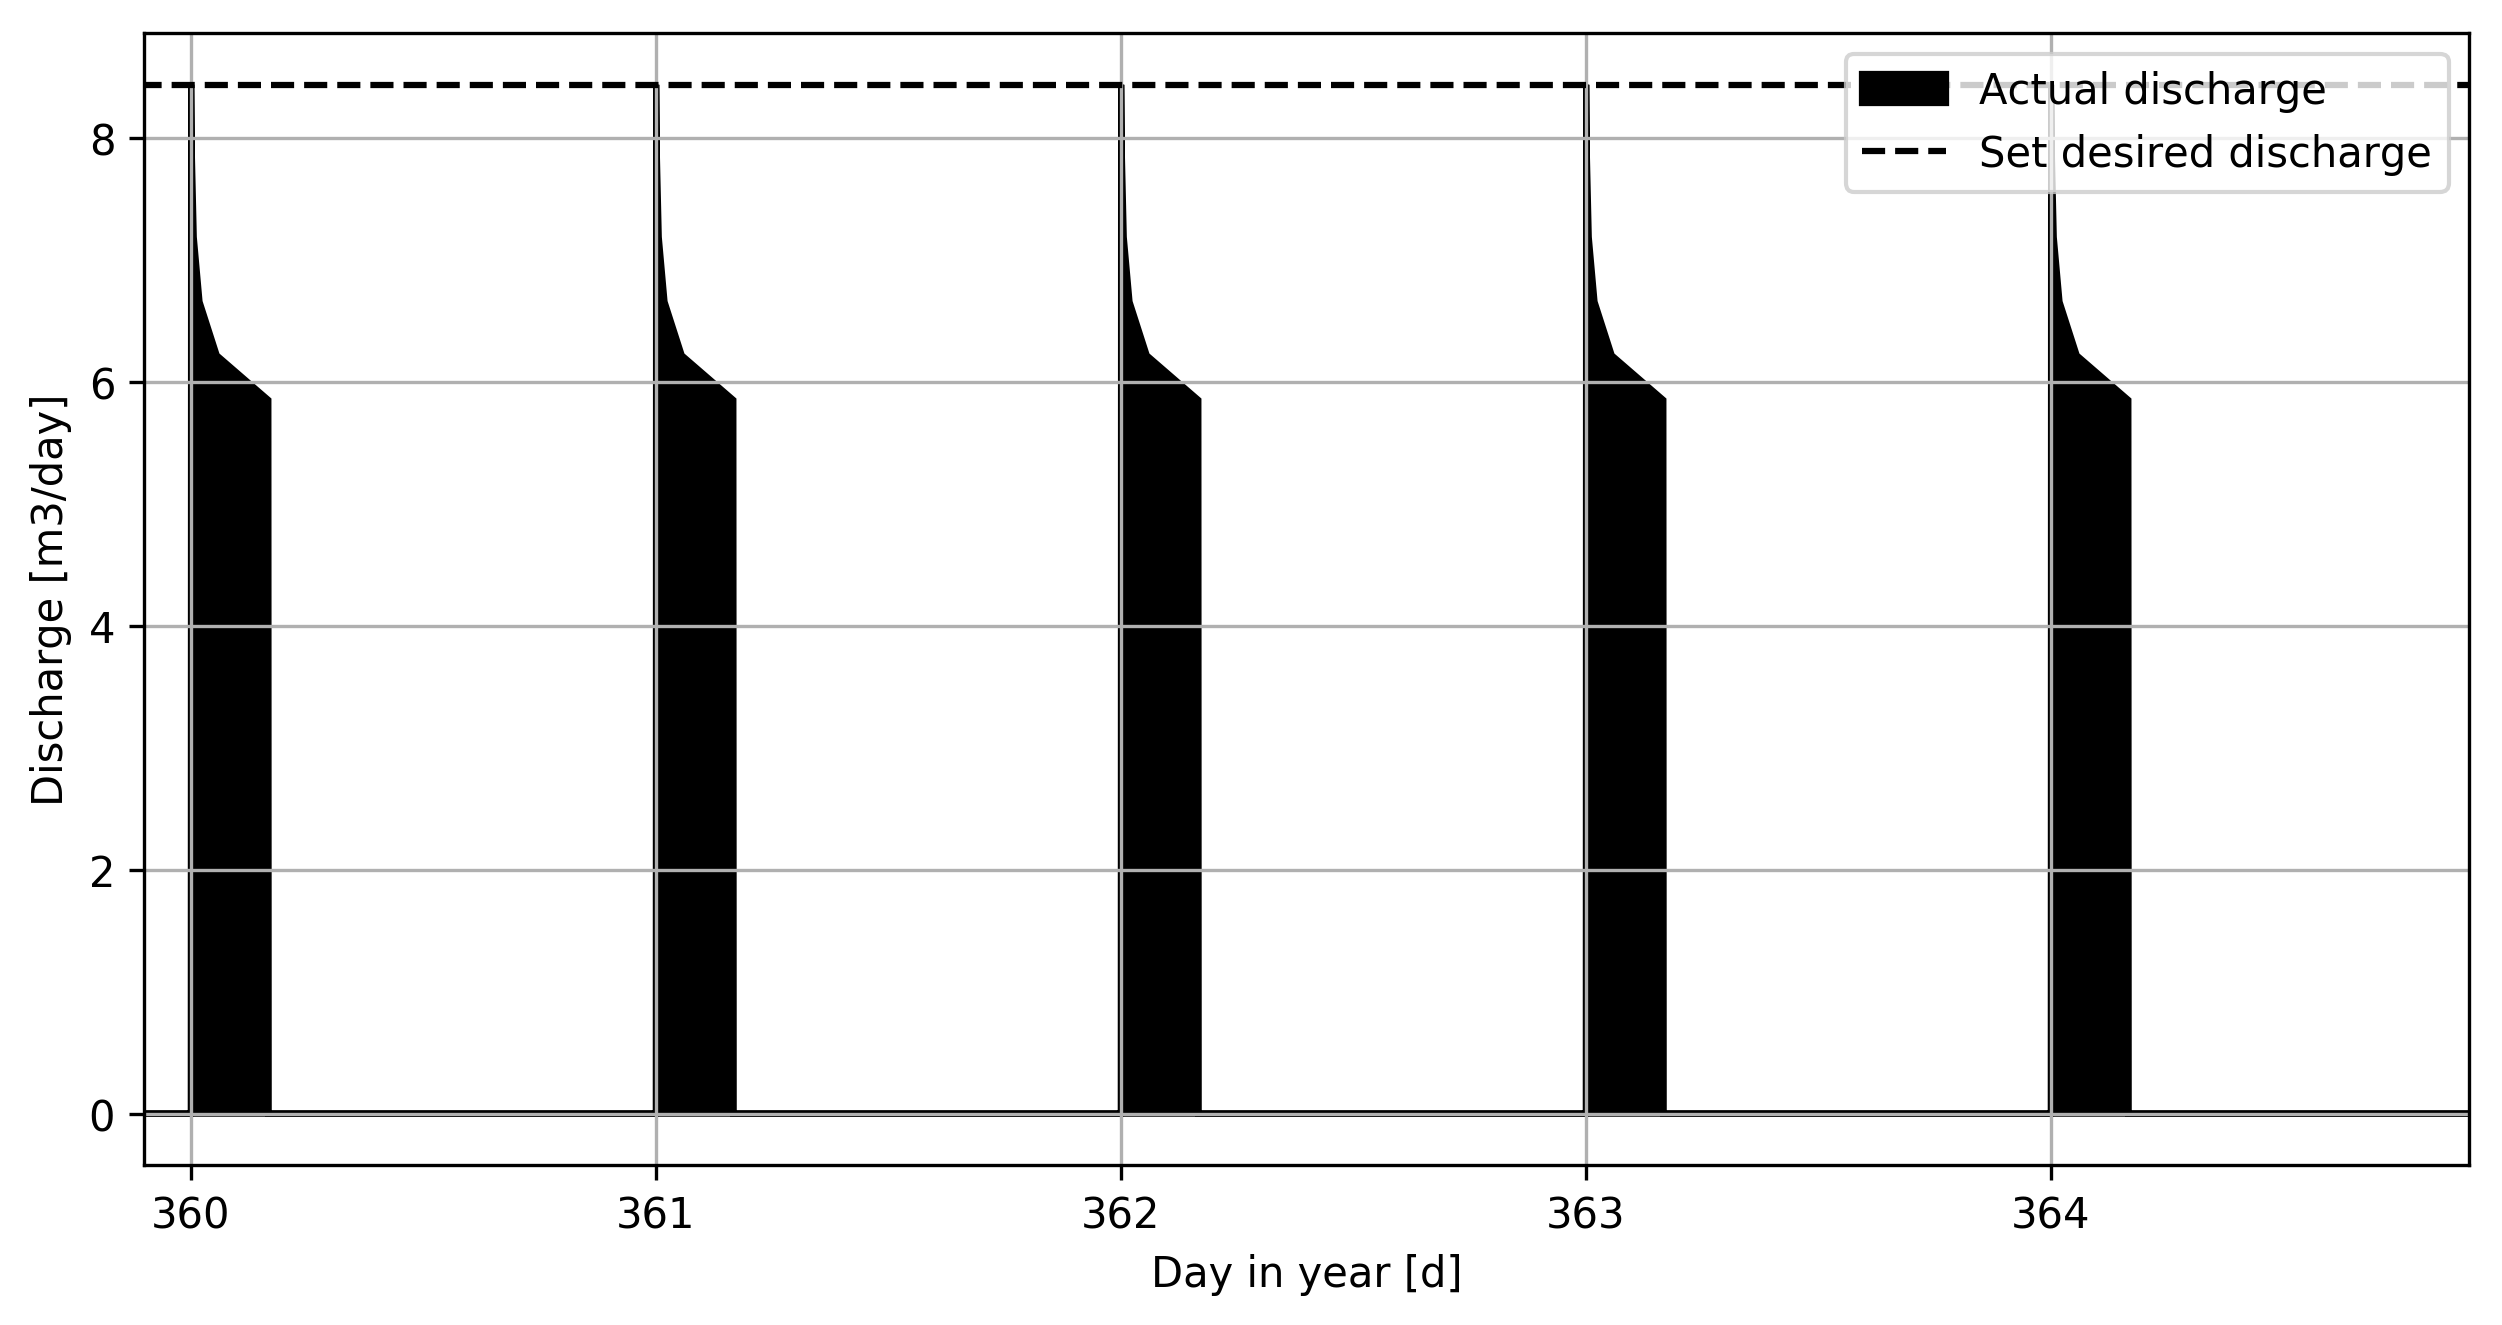 Actual discharge
Set desired discharge
Discharge [m3/day]
8
6
4
2
0
360 361 362 363 364
Day in year [d]